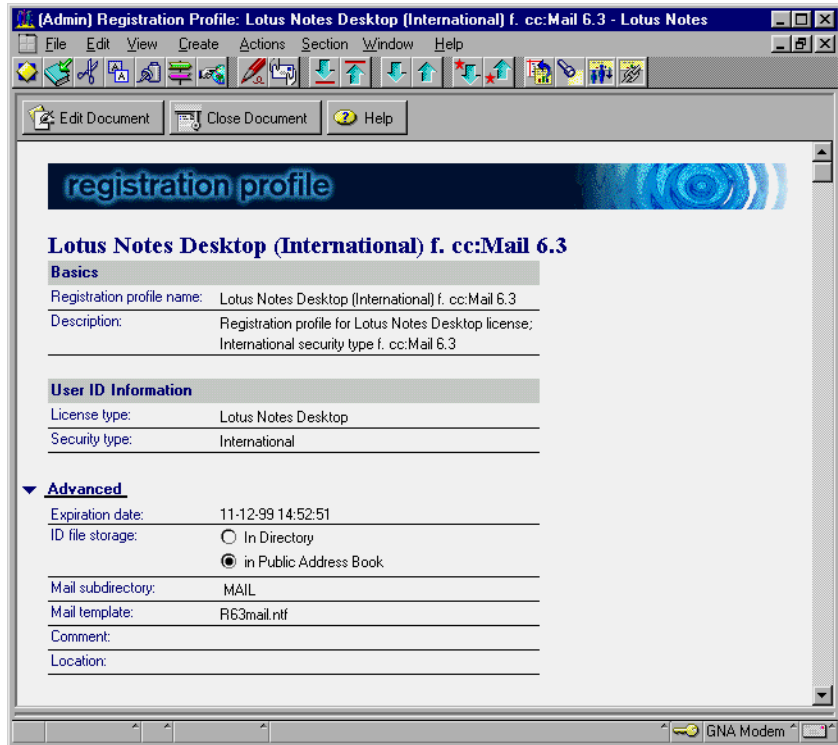 (Admin) Registration Profile: Lotus Notes Desktop (International) f. cc:Mail 6.3 - Lotus Notes
File Edit View Create Actions Section Window Help
Edit Document Close Document Help
registration profile
Lotus Notes Desktop (International) f. cc:Mail 6.3
Basics
Registration profile name: Lotus Notes Desktop (International) f. cc:Mail 6.3
Description: Registration profile for Lotus Notes Desktop license;
International security type f. cc:Mail 6.3
User ID Information
License type: Lotus Notes Desktop
Security type: International
Advanced
Expiration date: 11-12-99 14:52:51
ID file storage: In Directory
in Public Address Book
Mail subdirectory: MAIL
Mail template: R63mail.ntf
Comment:
Location:
GNA Modem